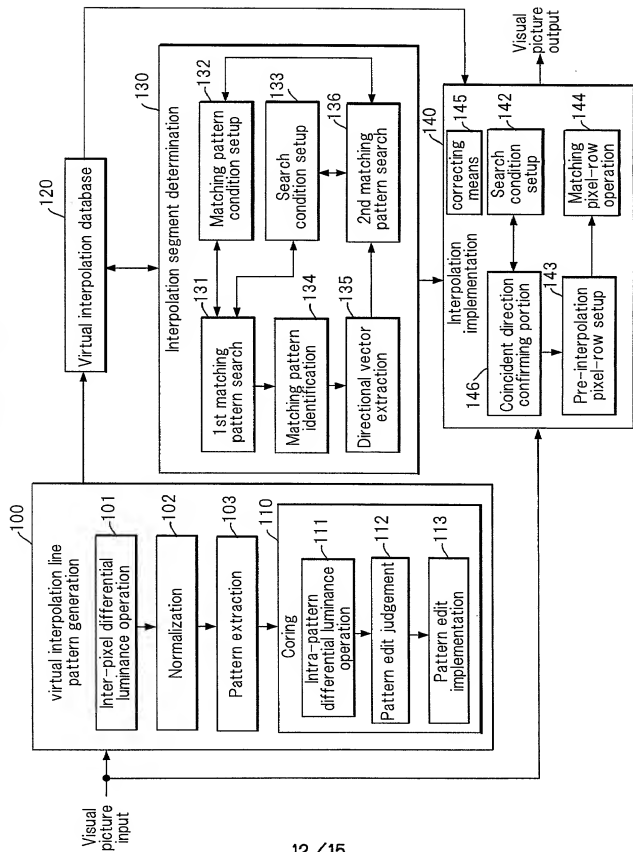 Visual
picture
input
100
virtual interpolation line
pattern generation
101
Inter-pixel differential
luminance operation
102
Normalization
103
Pattern extraction
110
Coring
111
Intra-pattern
differential luminance
operation
112
Pattern edit judgement
113
Pattern edit
implementation
120
Virtual interpolation database
130
Interpolation segment determination
131
1st matching
pattern search
132
Matching pattern
condition setup
133
Search
condition setup
134
Matching pattern
identification
135
Directional vector
extraction
136
2nd matching
pattern search
140
Interpolation
implementation
145
correcting
means
142
Search condition
setup
146
Coincident direction
confirming portion
143
Pre-interpolation
pixel-row setup
144
Matching pixel-row
operation
Visual
picture
output
12/15